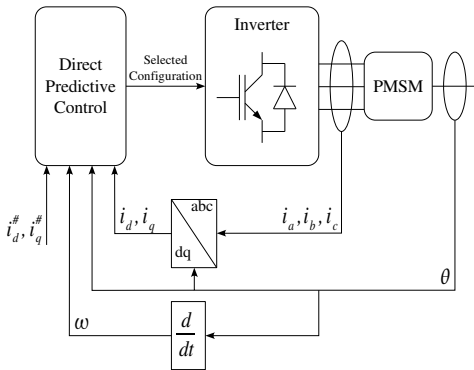 Direct
Predictive
Control
Selected
Configuration
Inverter
PMSM
i_d^#, i_q^#
i_d, i_q
abc
dq
i_a, i_b, i_c
θ
ω
d
dt